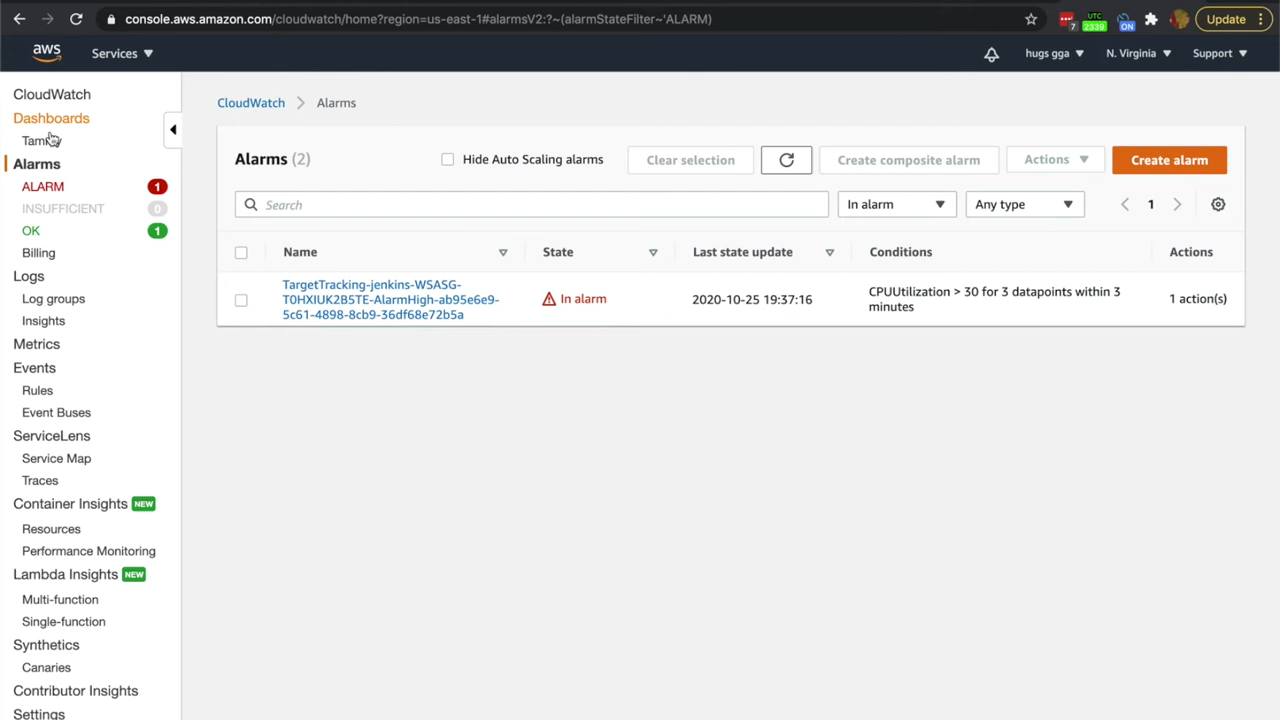 console.aws.amazon.com/cloudwatch/home?region=us-east-1#alarmsV2:?~(alarmStateFilter~'ALARM)
7
UTC
2339
ON
Update
aws
Services
hugs gga
N. Virginia
Support
CloudWatch
Dashboards
Alarms
ALARM
1
INSUFFICIENT
0
OK
1
Billing
Logs
Log groups
Insights
Metrics
Events
Rules
Event Buses
ServiceLens
Service Map
Traces
Container Insights NEW
Resources
Performance Monitoring
Lambda Insights NEW
Multi-function
Single-function
Synthetics
Canaries
Contributor Insights
Settings
CloudWatch > Alarms
Alarms (2)
Hide Auto Scaling alarms
Clear selection
Create composite alarm
Actions
Create alarm
Search
In alarm
Any type
1
Name
State
Last state update
Conditions
Actions
TargetTracking-jenkins-WSASG-
T0HXIUK2B5TE-AlarmHigh-ab95e6e9-
5c61-4898-8cb9-36df68e72b5a
In alarm
2020-10-25 19:37:16
CPUUtilization > 30 for 3 datapoints within 3
minutes
1 action(s)